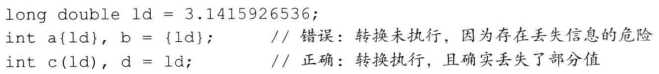 long double ld = 3.1415926536;
int a{ld}, b = {ld};    // 错误：转换未执行，因为存在丢失信息的危险
int c(ld), d = ld;    // 正确：转换执行，且确实丢失了部分值